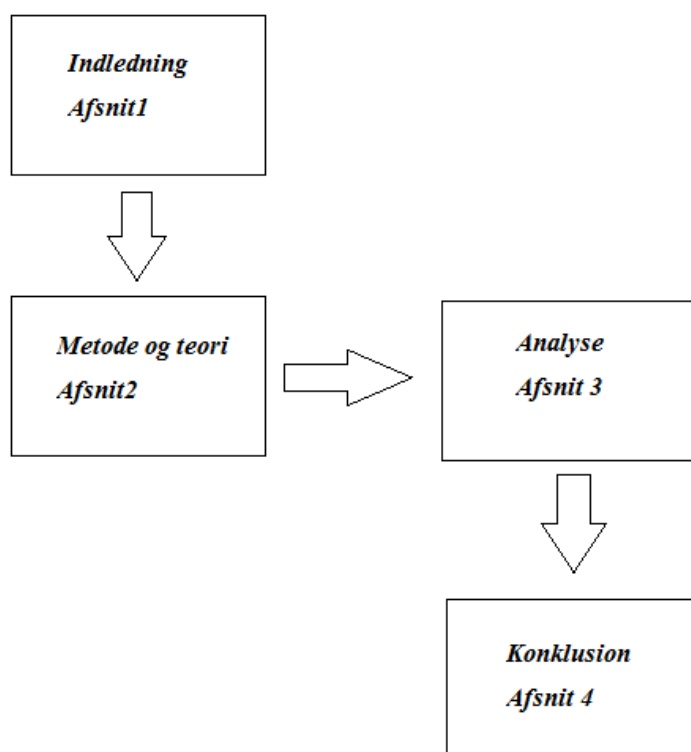 Indledning
Afsnit1
Metode og teori
Afsnit2
Analyse
Afsnit 3
Konklusion
Afsnit 4